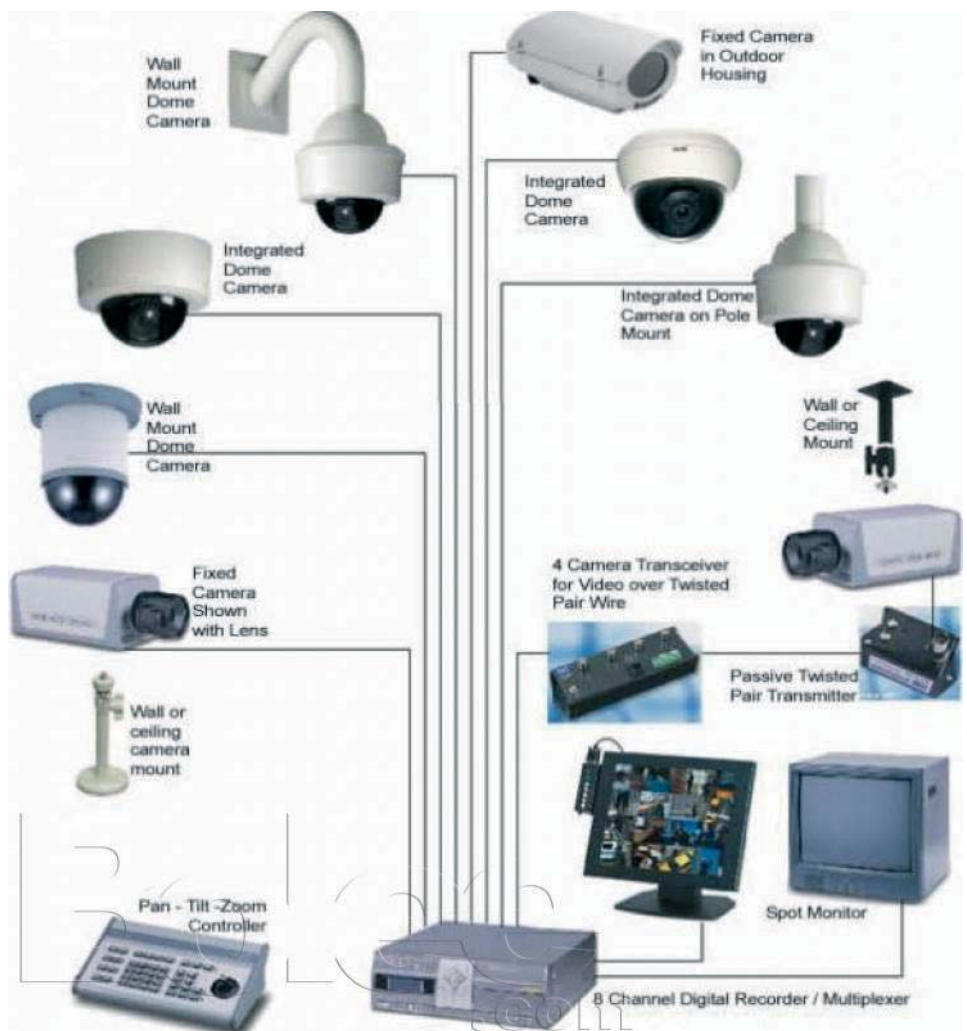 Wall
Mount
Dome
Camera
Fixed Camera
in Outdoor
Housing
Integrated
Dome
Camera
Integrated
Dome
Camera
Integrated Dome
Camera on Pole
Mount
Wall
Mount
Dome
Camera
Wall or
Ceiling
Mount
Fixed
Camera
Shown
with Lens
4 Camera Transceiver
for Video over Twisted
Pair Wire
Passive Twisted
Pair Transmitter
Wall or
ceiling
camera
mount
Pan - Tilt -Zoom
Controller
Spot Monitor
8 Channel Digital Recorder / Multiplexer
.com